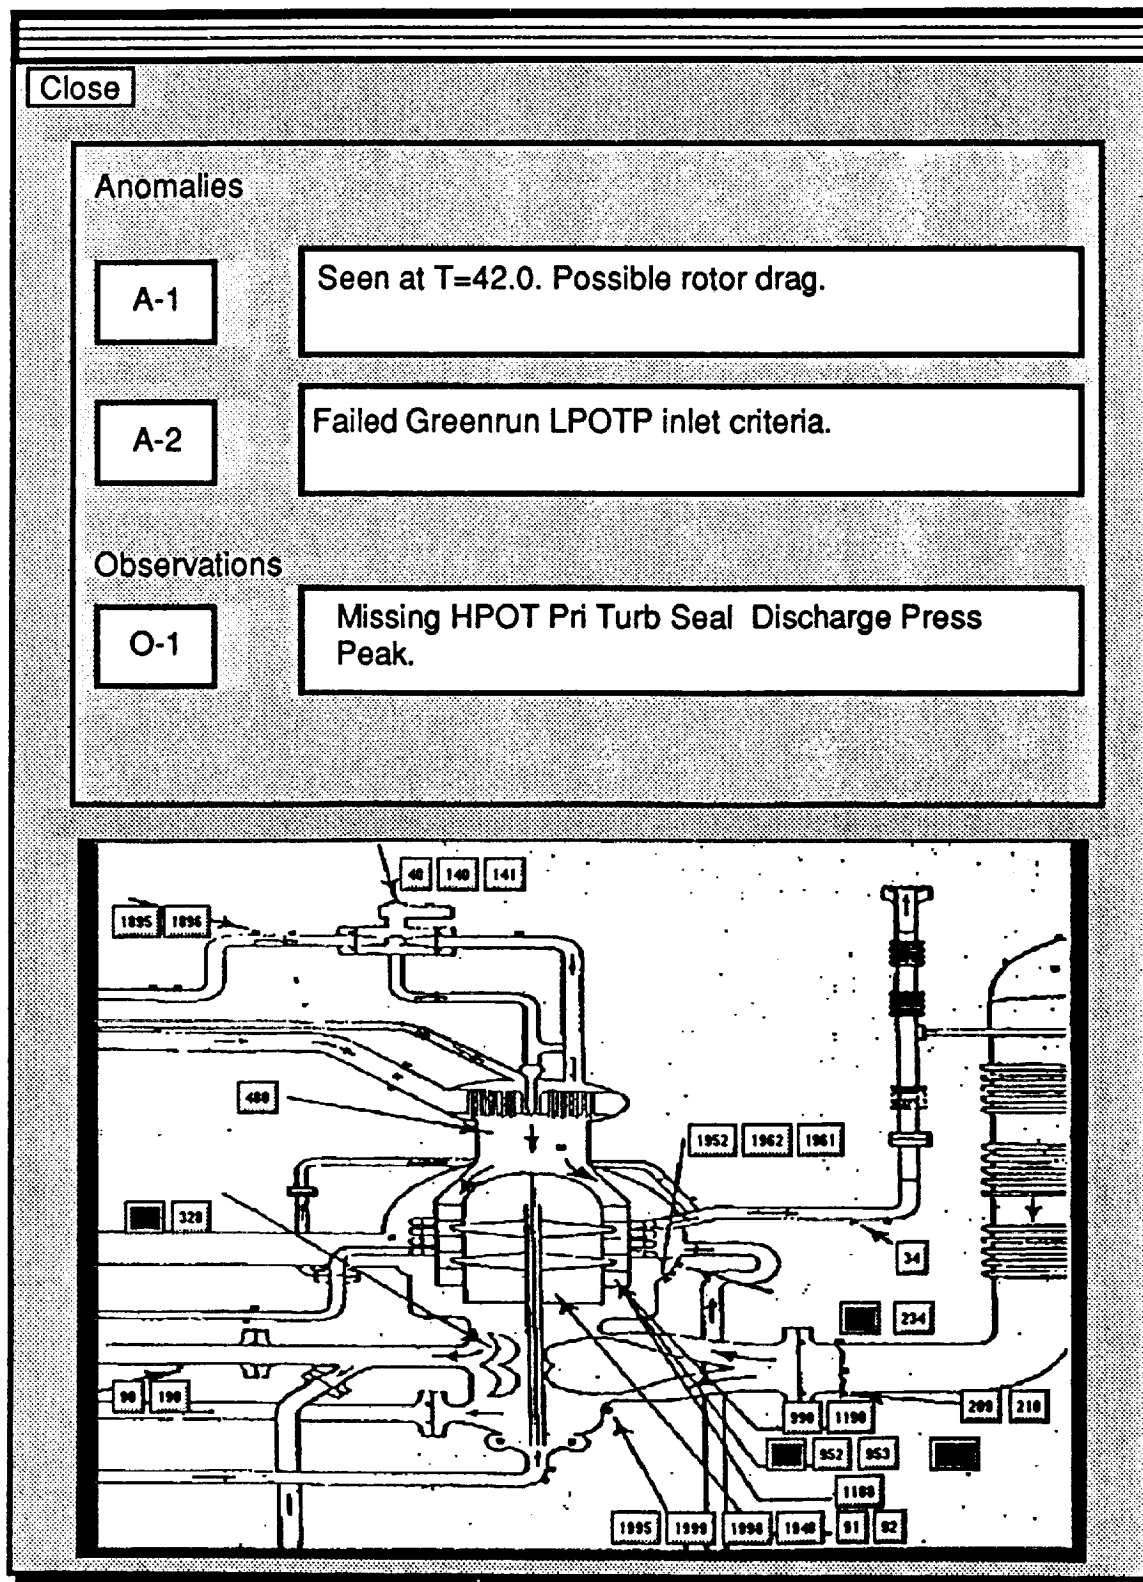 Close
Anomalies
A-1
Seen at T=42.0. Possible rotor drag.
A-2
Failed Greenrun LPOTP inlet criteria.
Observations
O-1
Missing HPOT Pri Turb Seal Discharge Press
Peak.
40 140 141
1895 1896
480
1952 1962 1961
328
34
234
90 190
990 1190
209 210
952 953
1188
1995 1999 1998 1940 91 92